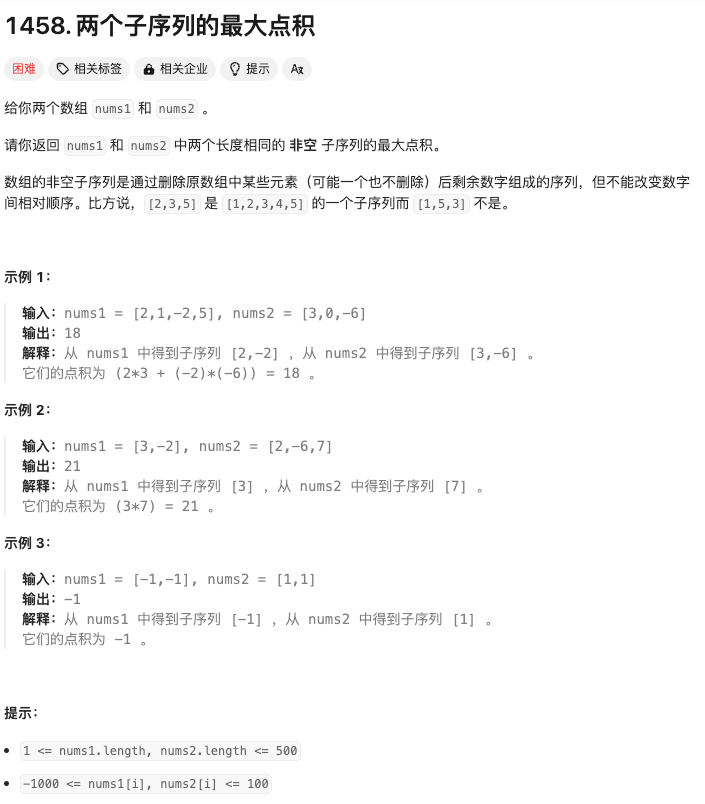 1458. 两个子序列的最大点积
困难 相关标签 相关企业 提示 Aҳ
给你两个数组 nums1 和 nums2 。
请你返回 nums1 和 nums2 中两个长度相同的 非空 子序列的最大点积。
数组的非空子序列是通过删除原数组中某些元素（可能一个也不删除）后剩余数字组成的序列，但不能改变数字
间相对顺序。比方说，[2,3,5] 是 [1,2,3,4,5] 的一个子序列而 [1,5,3] 不是。
示例 1：
输入：nums1 = [2,1,-2,5], nums2 = [3,0,-6]
输出：18
解释：从 nums1 中得到子序列 [2,-2] ，从 nums2 中得到子序列 [3,-6] 。
它们的点积为 (2*3 + (-2)*(-6)) = 18 。
示例 2：
输入：nums1 = [3,-2], nums2 = [2,-6,7]
输出：21
解释：从 nums1 中得到子序列 [3] ，从 nums2 中得到子序列 [7] 。
它们的点积为 (3*7) = 21 。
示例 3：
输入：nums1 = [-1,-1], nums2 = [1,1]
输出：-1
解释：从 nums1 中得到子序列 [-1] ，从 nums2 中得到子序列 [1] 。
它们的点积为 -1 。
提示：
• 1 <= nums1.length, nums2.length <= 500
• -1000 <= nums1[i], nums2[i] <= 100